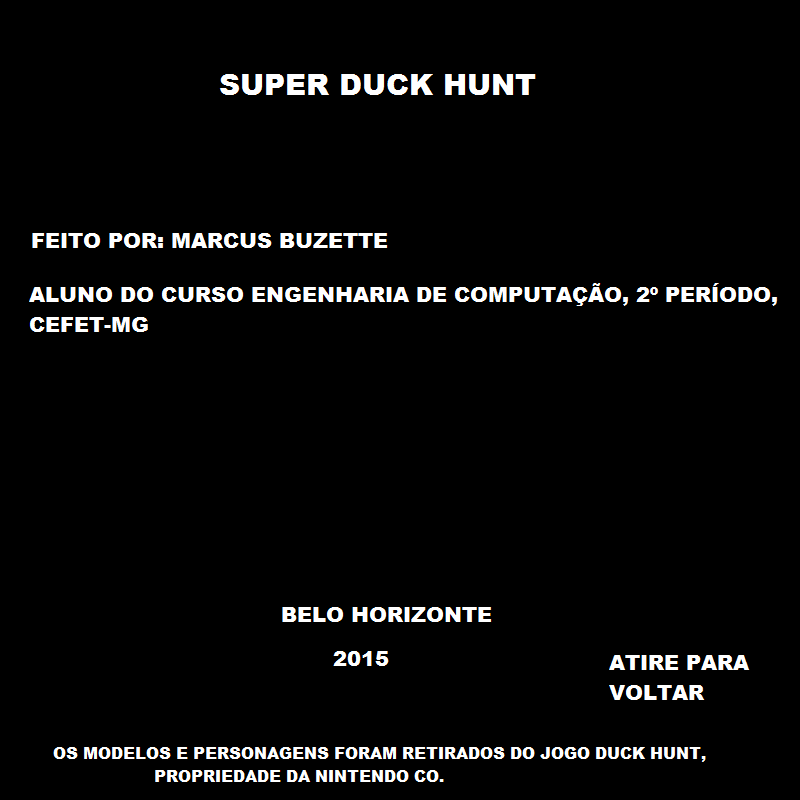 SUPER DUCK HUNT
FEITO POR: MARCUS BUZETTE
ALUNO DO CURSO ENGENHARIA DE COMPUTAÇÃO, 2º PERÍODO,
CEFET-MG
BELO HORIZONTE
2015
ATIRE PARA
VOLTAR
OS MODELOS E PERSONAGENS FORAM RETIRADOS DO JOGO DUCK HUNT,
PROPRIEDADE DA NINTENDO CO.